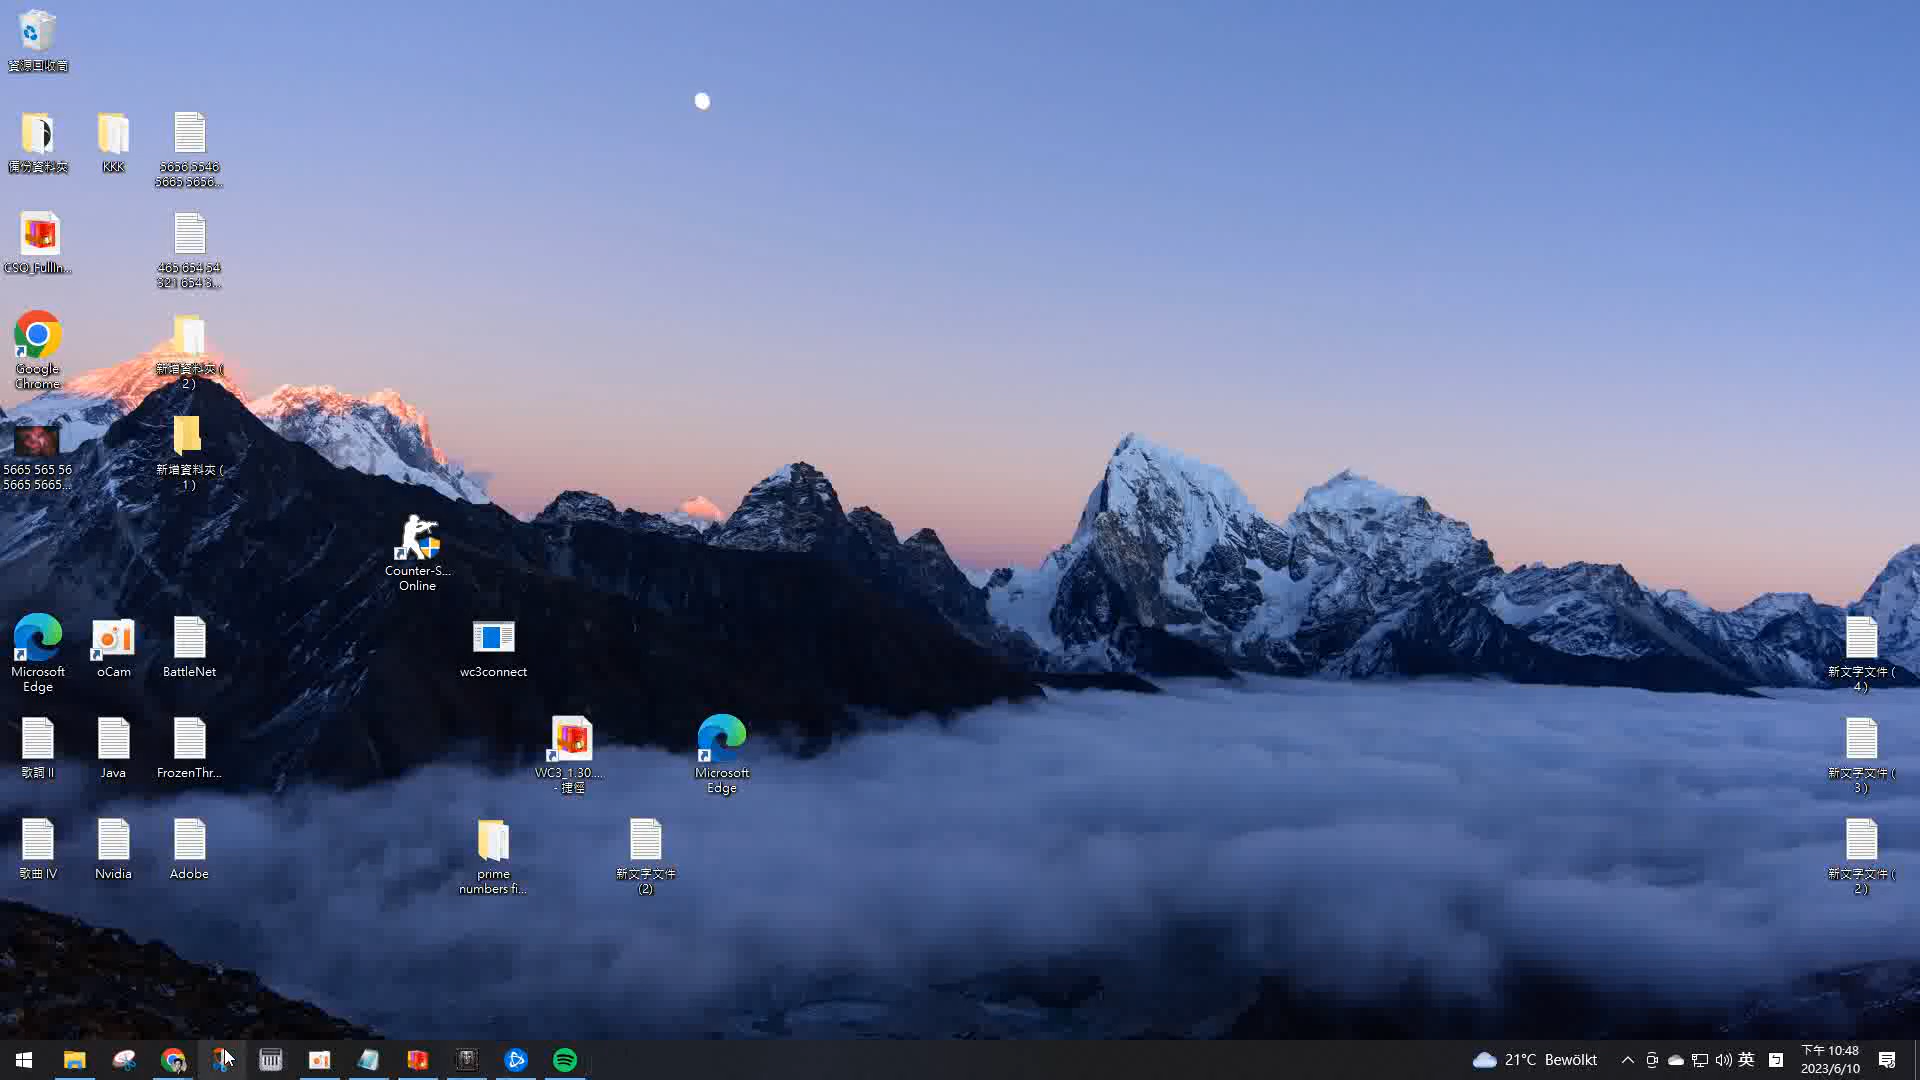 資源回收筒
備份資料夾
KKK
5656 5546
5665 5656...
CSO_FullIn...
465 654 54
321 654 3...
Google
Chrome
新增資料夾 (
2 )
5665 565 56
5665 5665...
新增資料夾 (
1 )
Counter-S...
Online
Microsoft
Edge
oCam
BattleNet
wc3connect
新文字文件 (
4 )
歌詞 II
Java
FrozenThr...
WC3_1.30....
- 捷徑
Microsoft
Edge
新文字文件 (
3 )
歌曲 IV
Nvidia
Adobe
prime
numbers fi...
新文字文件
(2)
新文字文件 (
2 )
21°C Bewölkt
英
下午 10:48
2023/6/10